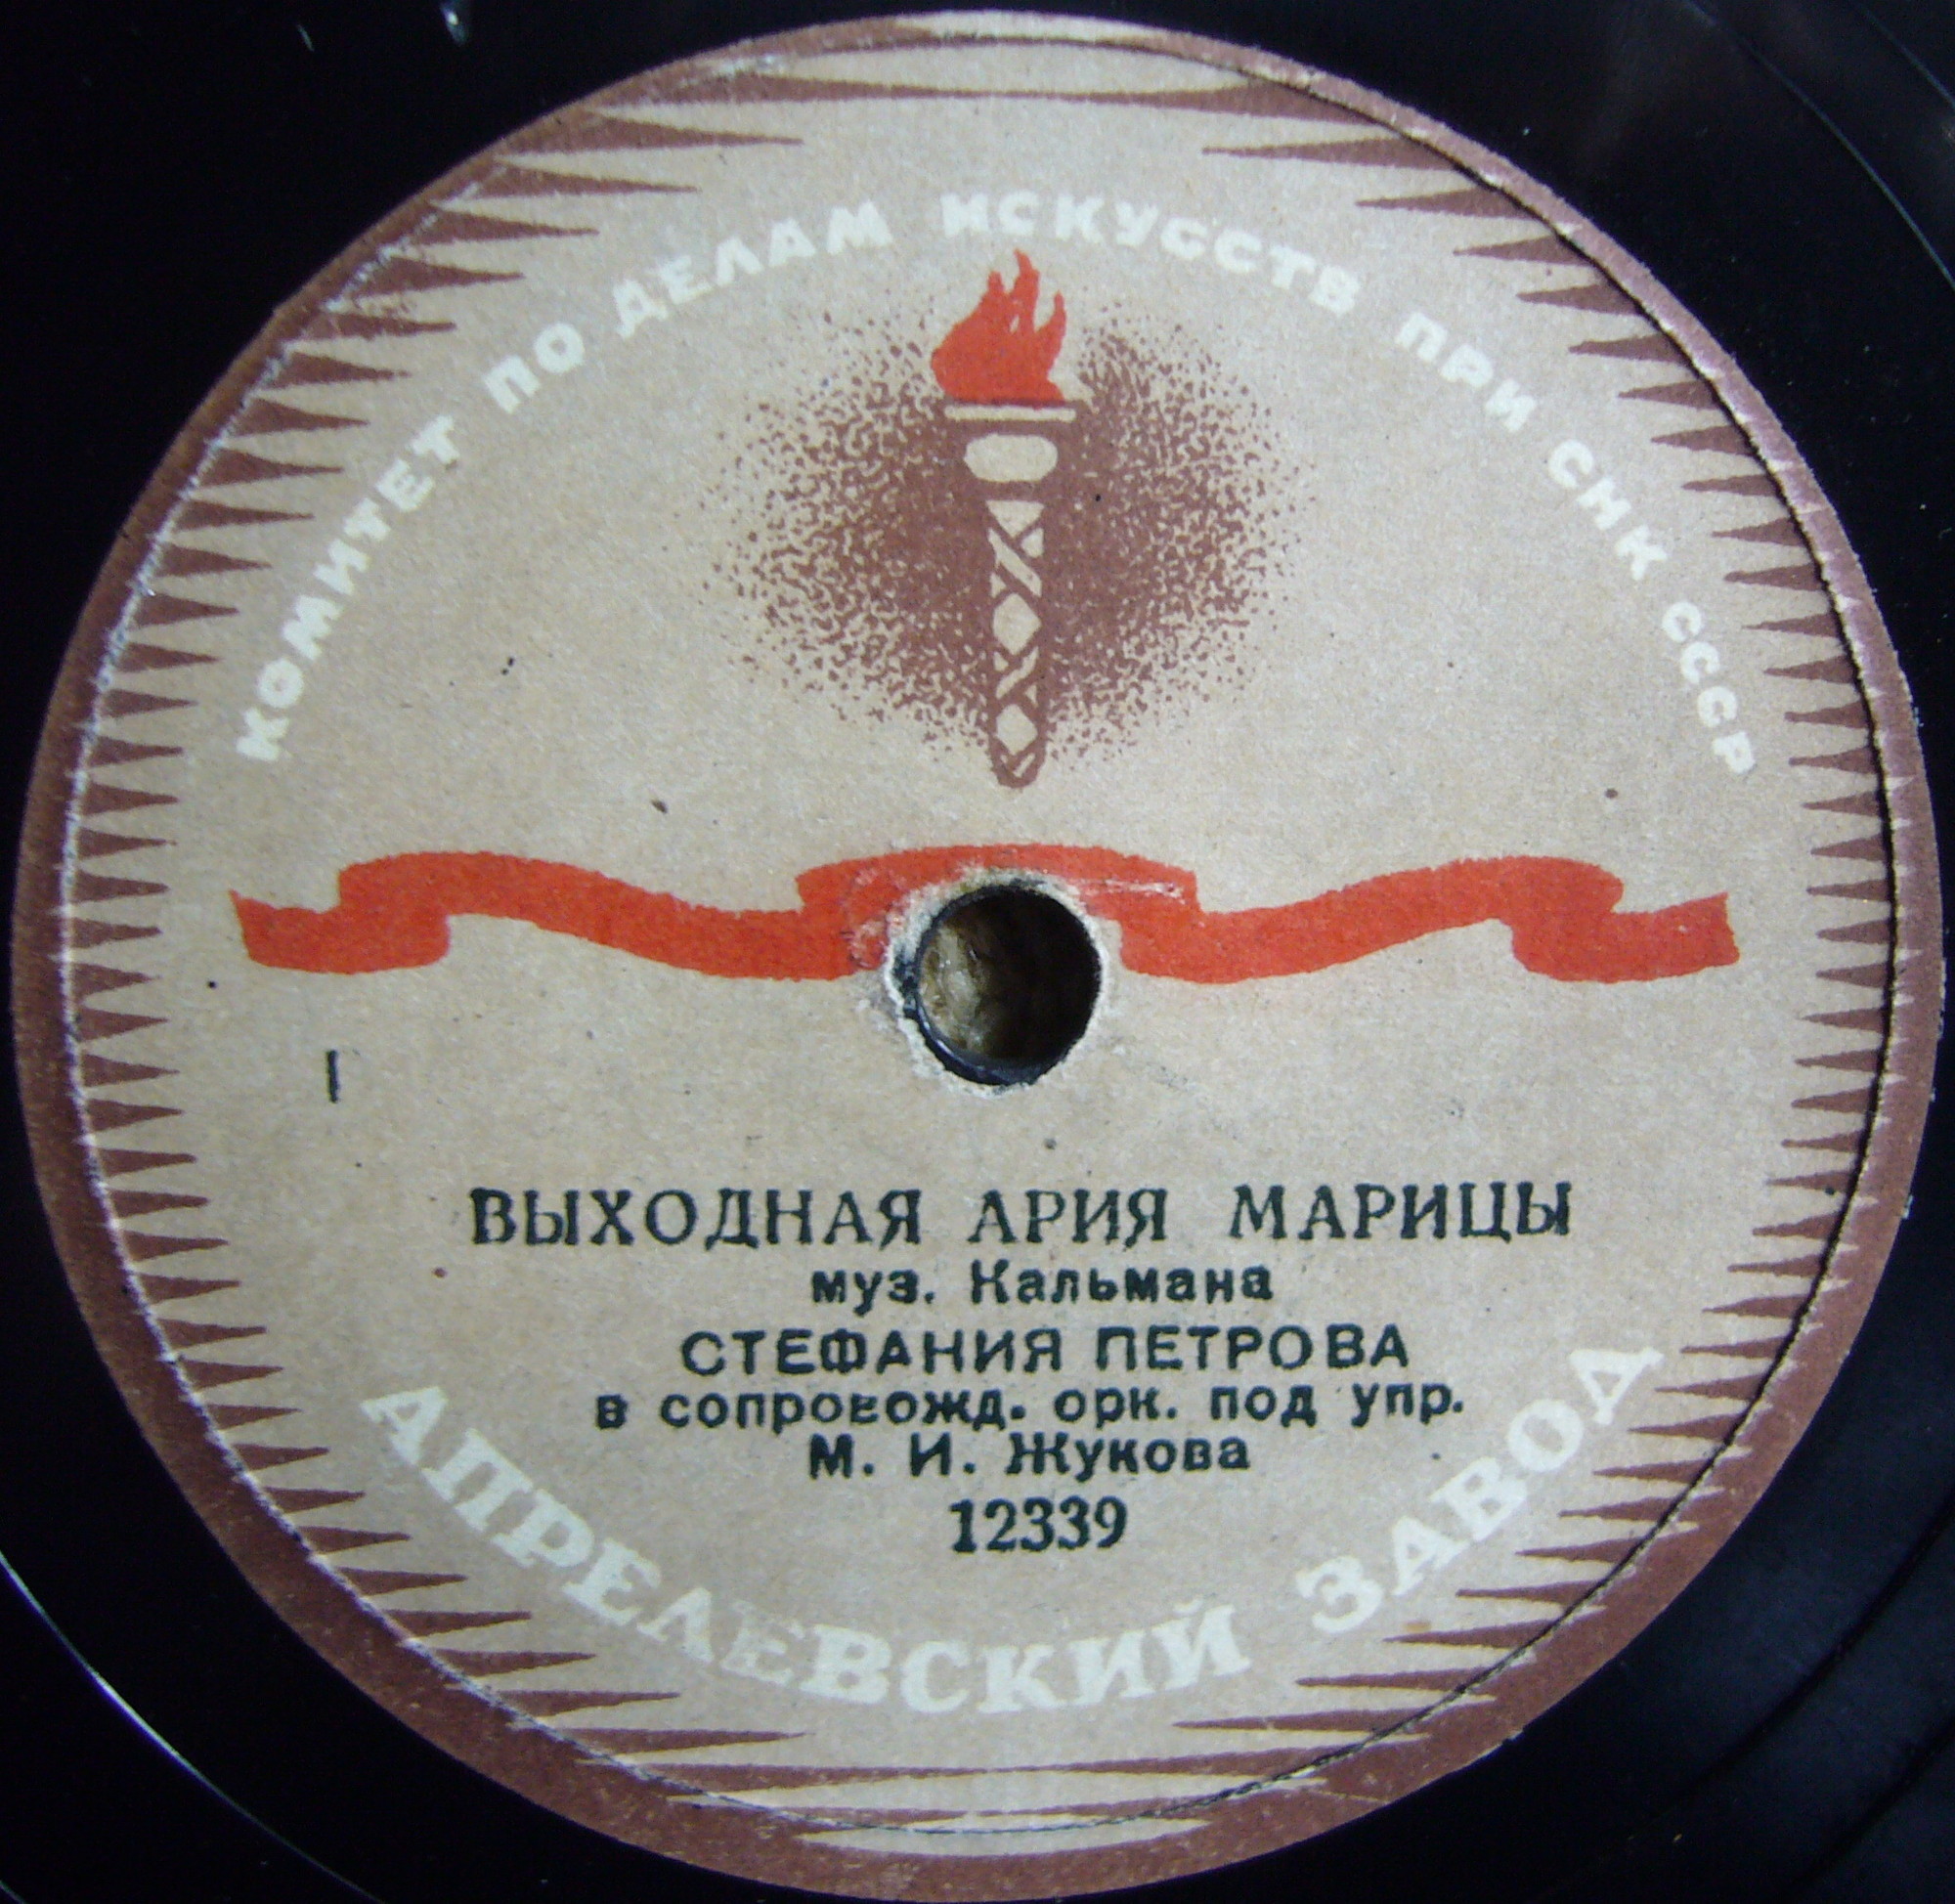 КОМИТЕТ ПО ДЕЛАМ ИСКУССТВ ПРИ СНК СССР
I
ВЫХОДНАЯ АРИЯ МАРИЦЫ
муз. Кальмана
СТЕФАНИЯ ПЕТРОВА
в сопровожд. орк. под упр.
М. И. Жукова
12339
АПРЕЛЕВСКИЙ ЗАВОД